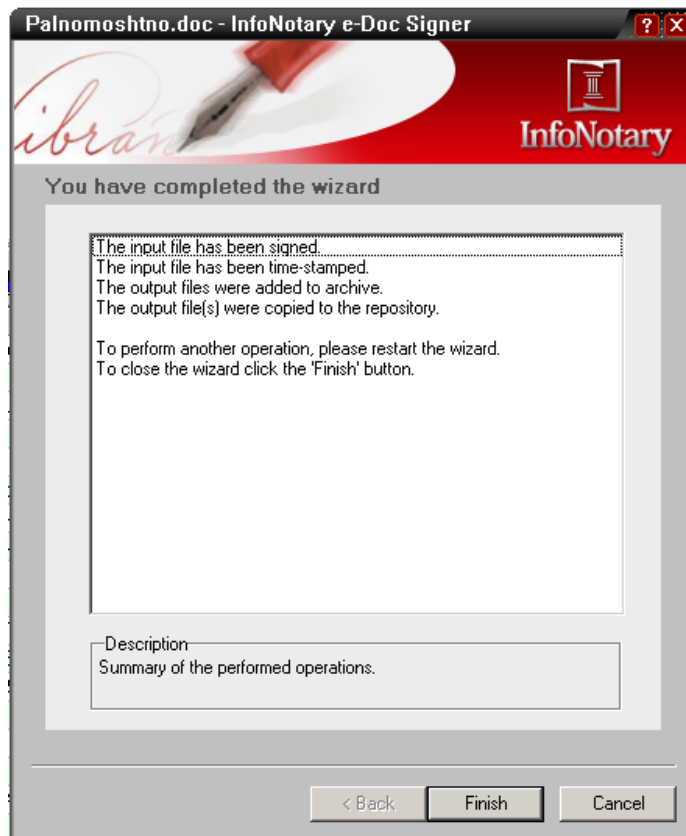 Palnomoshtno.doc - InfoNotary e-Doc Signer
? X
InfoNotary
You have completed the wizard
The input file has been signed.
The input file has been time-stamped.
The output files were added to archive.
The output file(s) were copied to the repository.
To perform another operation, please restart the wizard.
To close the wizard click the 'Finish' button.
Description
Summary of the performed operations.
< Back Finish Cancel